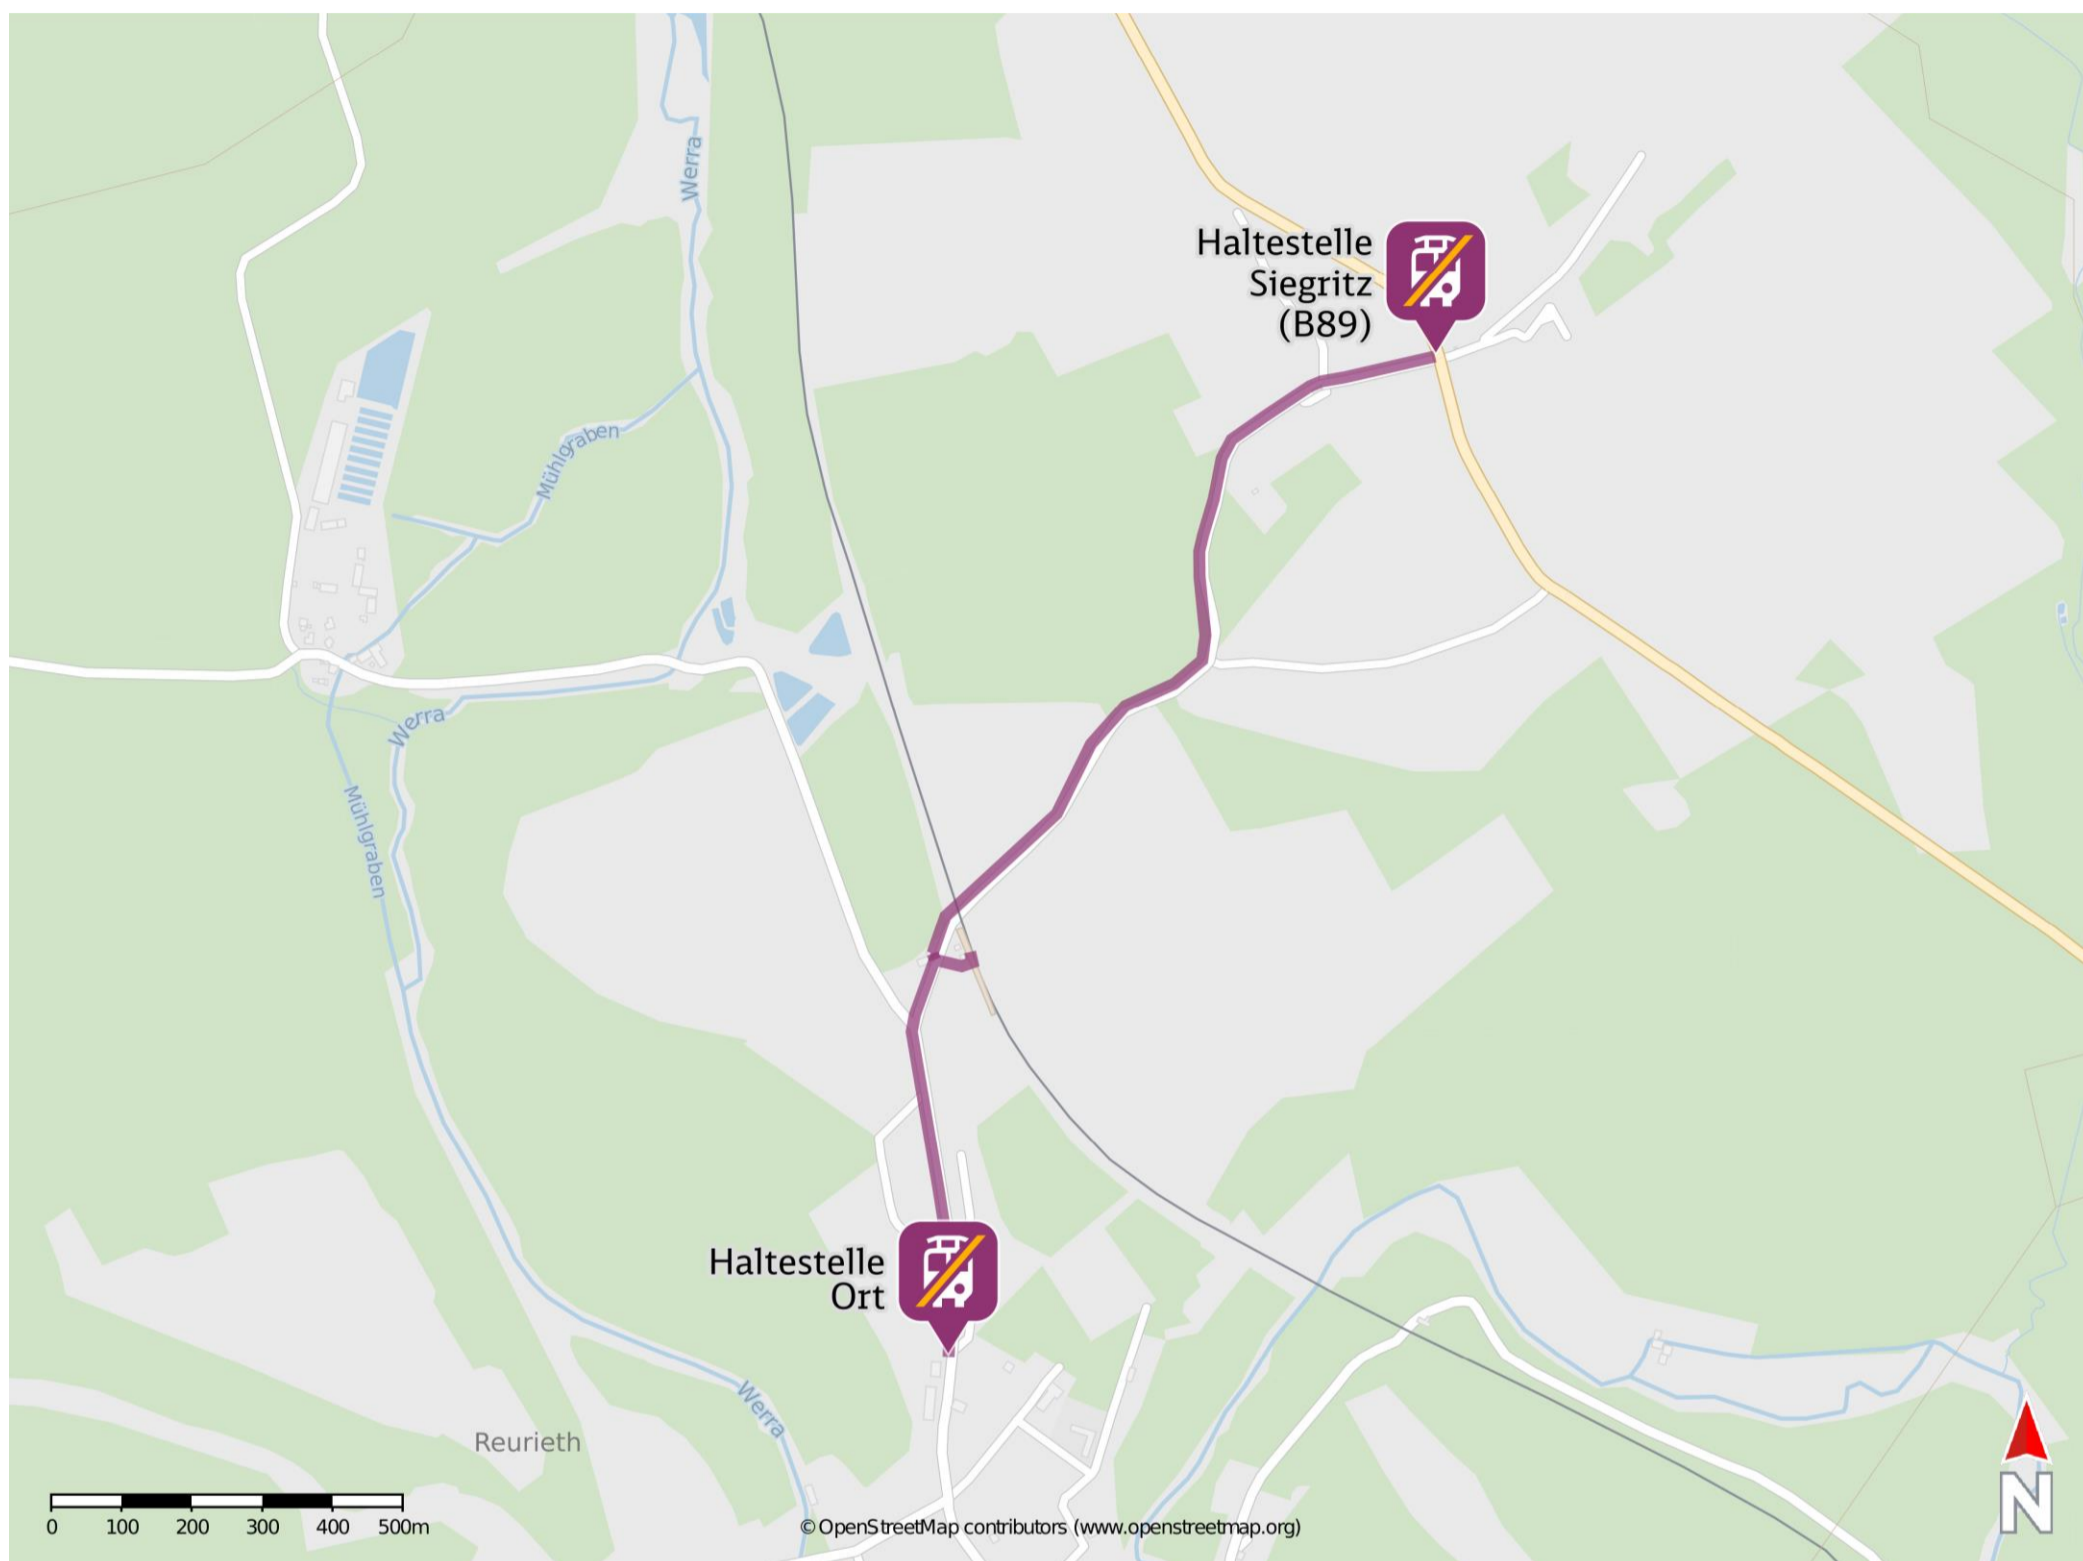 Werra
Haltestelle
Siegritz
(B89)
Mühlgraben
Werra
Mühlgraben
Haltestelle
Ort
Werra
Reurieth
0 100 200 300 400 500m
© OpenStreetMap contributors (www.openstreetmap.org)
N